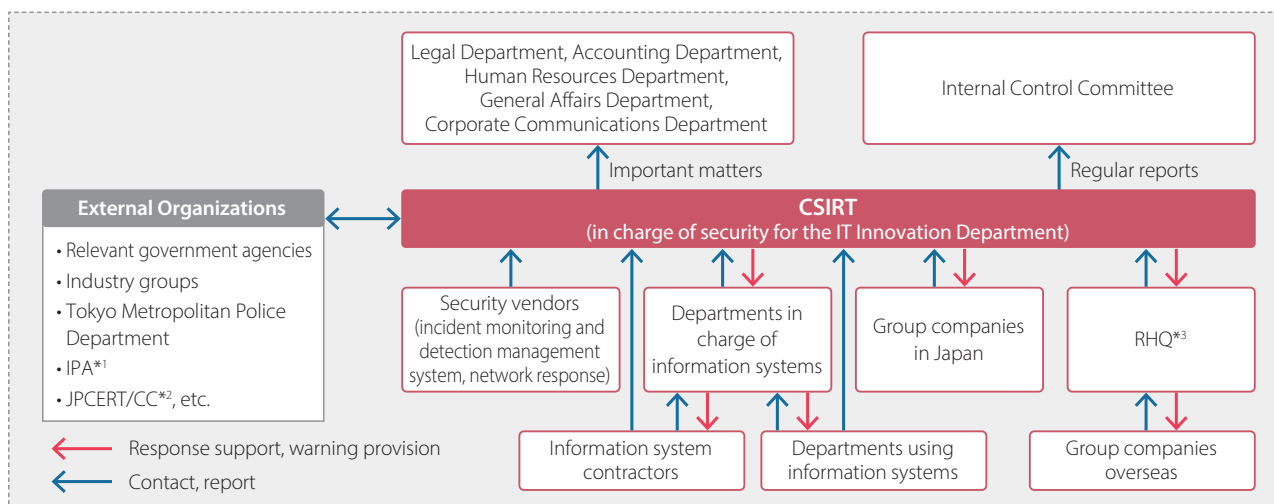 Legal Department, Accounting Department,
Human Resources Department,
General Affairs Department,
Corporate Communications Department
Internal Control Committee
Important matters
Regular reports
External Organizations
• Relevant government agencies
• Industry groups
• Tokyo Metropolitan Police
Department
• IPA*1
• JPCERT/CC*2, etc.
CSIRT
(in charge of security for the IT Innovation Department)
Security vendors
(incident monitoring and
detection management
system, network response)
Departments in
charge of
information systems
Group companies
in Japan
RHQ*3
Information system
contractors
Departments using
information systems
Group companies
overseas
Response support, warning provision
Contact, report